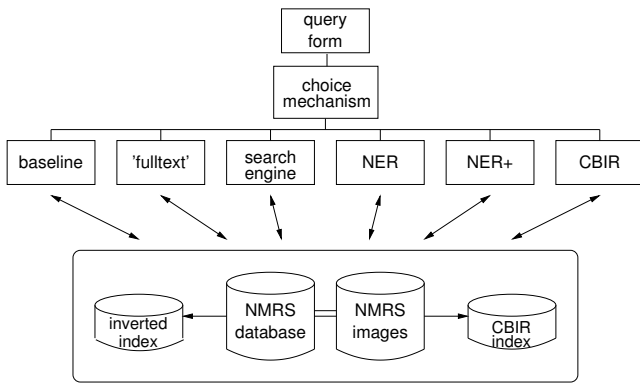 query
form
choice
mechanism
baseline
'fulltext'
search
engine
NER
NER+
CBIR
inverted
index
NMRS
database
NMRS
images
CBIR
index